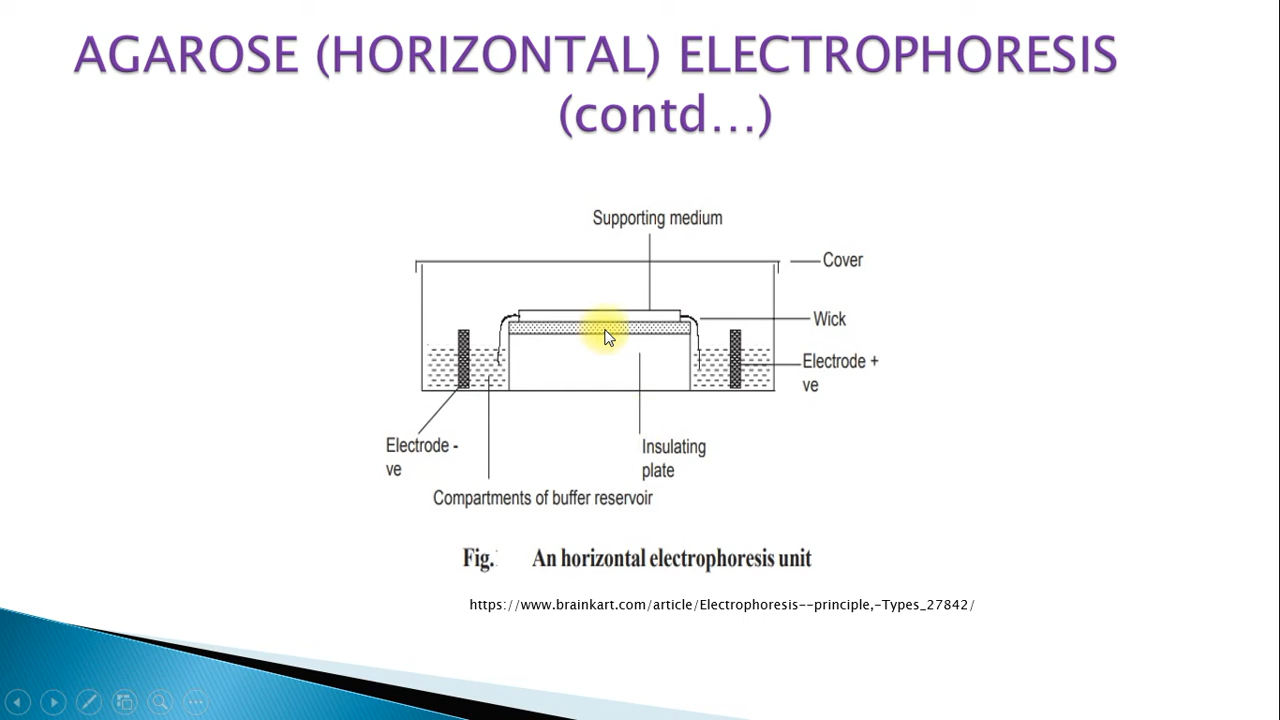 AGAROSE (HORIZONTAL) ELECTROPHORESIS
(contd...)
Supporting medium
Cover
Wick
Electrode +
ve
Electrode -
ve
Insulating
plate
Compartments of buffer reservoir
Fig. An horizontal electrophoresis unit
https://www.brainkart.com/article/Electrophoresis--principle,-Types_27842/